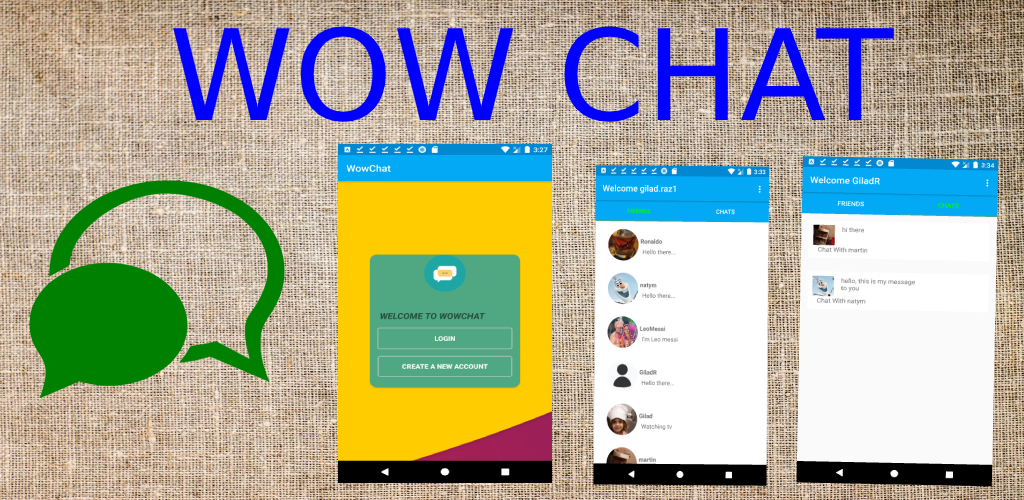 WOW CHAT
3:27
WowChat
WELCOME TO WOWCHAT
LOGIN
CREATE A NEW ACCOUNT
3:33
Welcome gilad.raz1
FRIENDS CHATS
Ronaldo
Hello there...
natym
Hello there...
LeoMessi
I'm Leo messi
GiladR
Hello there...
Gilad
Watching tv
martin
3:34
Welcome GiladR
FRIENDS CHATS
hi there
Chat With martin
hello, this is my message
to you
Chat With natym